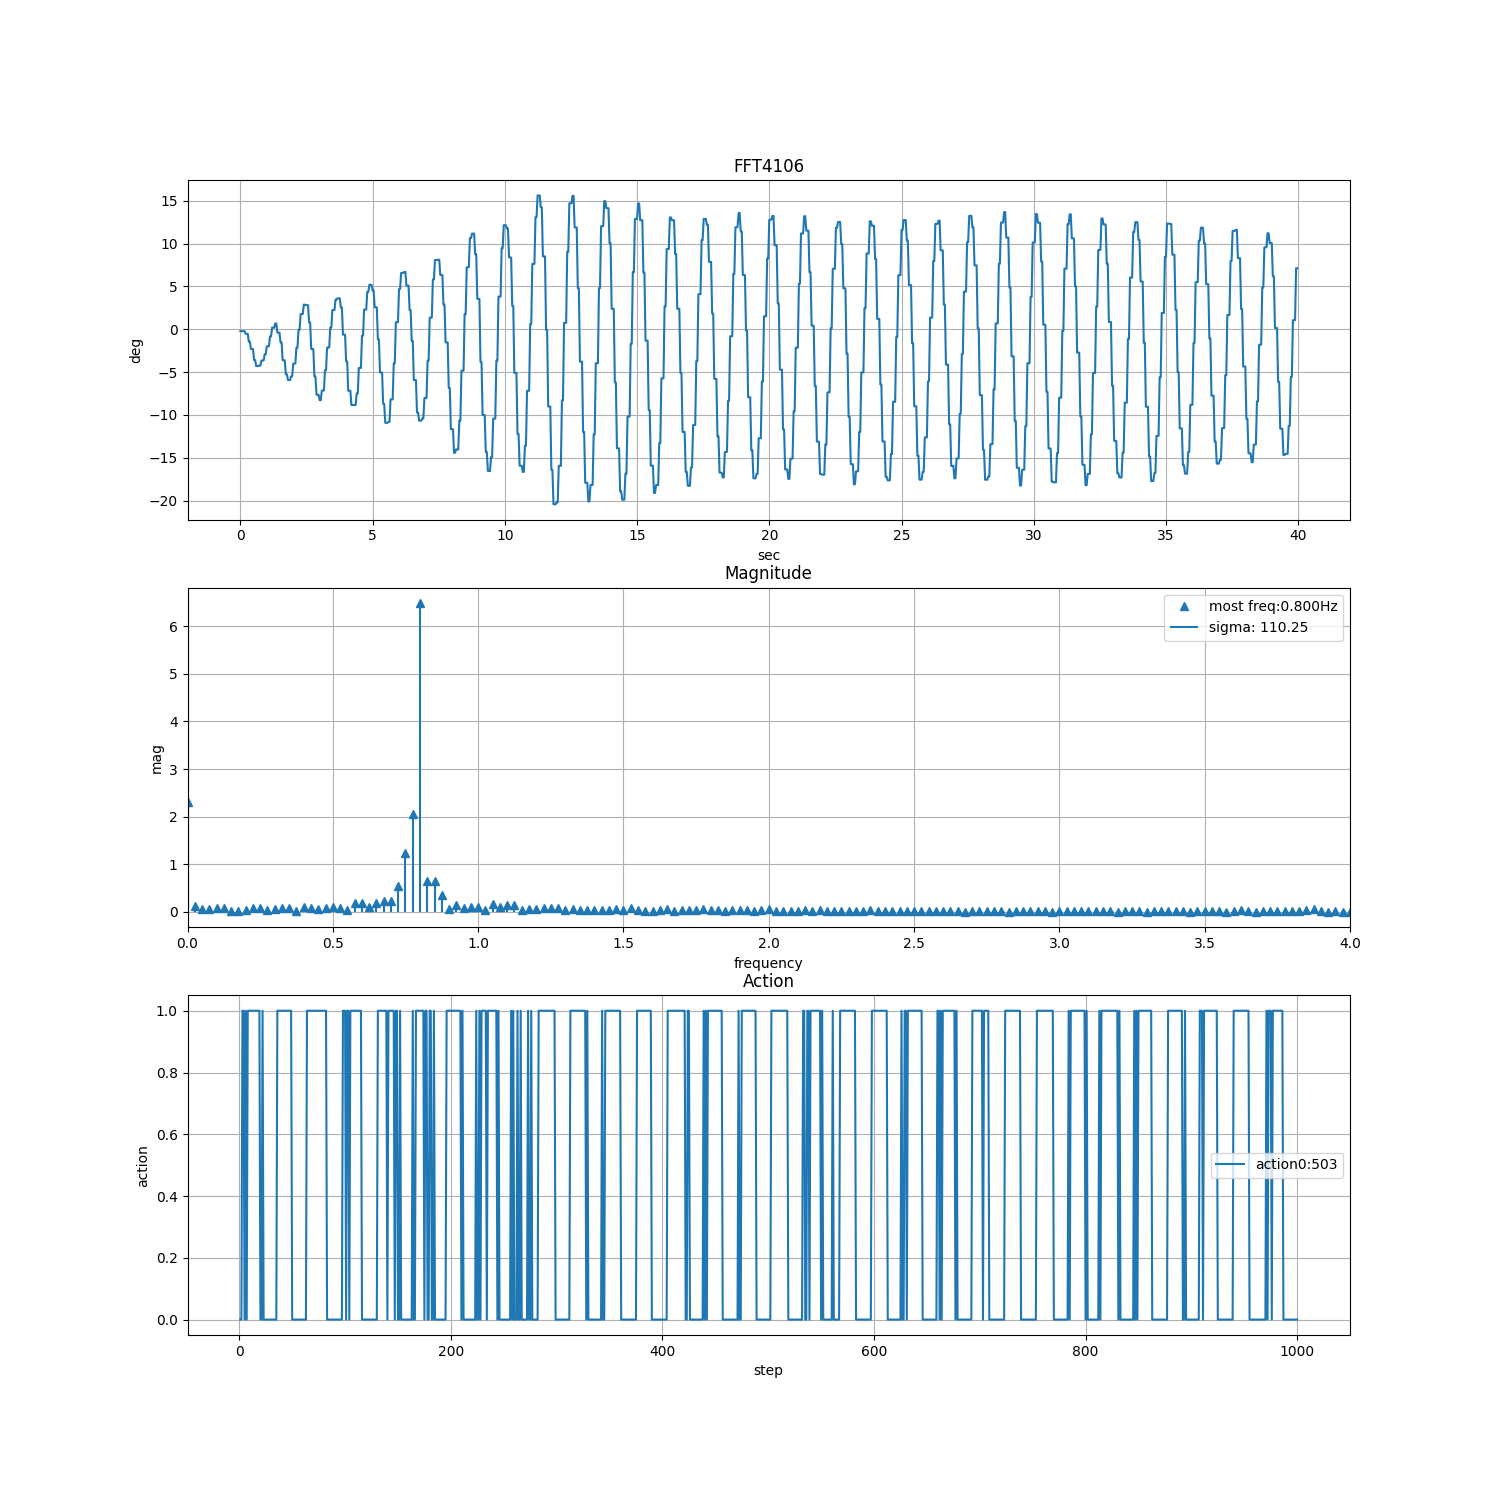 FFT4106
15
10
5
0
−5
−10
−15
−20
deg
0 5 10 15 20 25 30 35 40
sec
Magnitude
most freq:0.800Hz
sigma: 110.25
6
5
4
3
2
1
0
mag
0.0 0.5 1.0 1.5 2.0 2.5 3.0 3.5 4.0
frequency
Action
1.0
0.8
0.6
0.4
0.2
0.0
action
action0:503
0 200 400 600 800 1000
step